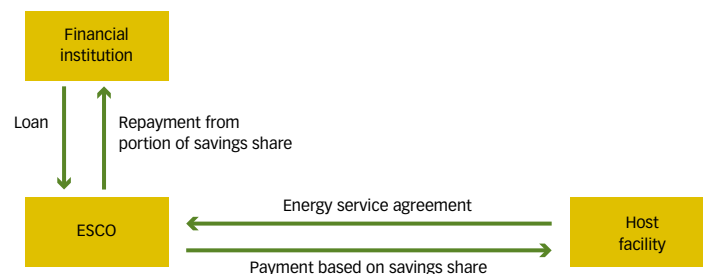 Financial
institution
Loan
Repayment from
portion of savings share
Energy service agreement
ESCO
Host
facility
Payment based on savings share